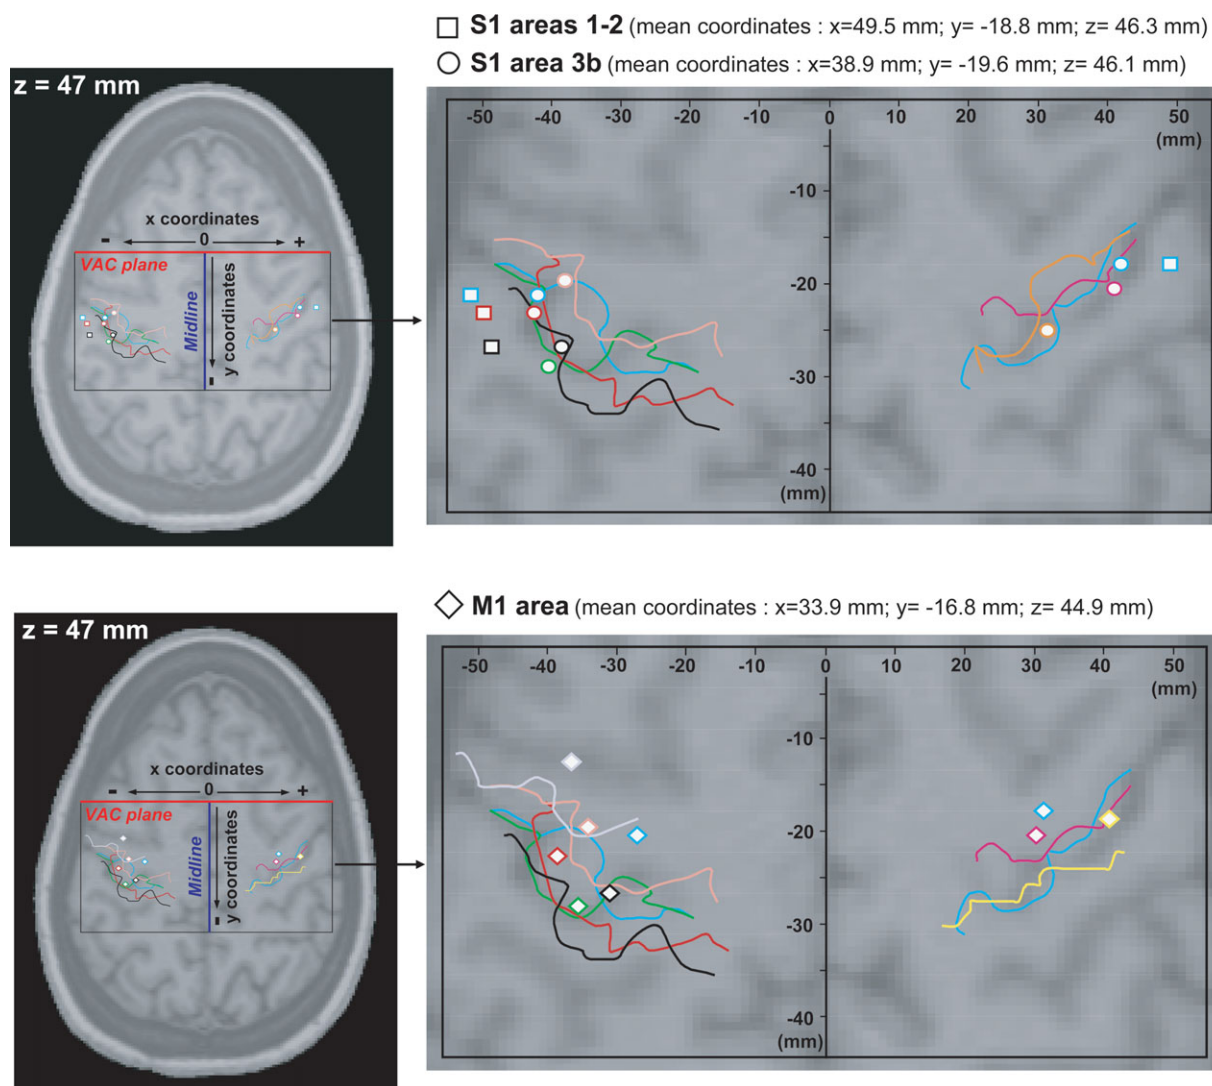 S1 areas 1-2 (mean coordinates : x=49.5 mm; y= -18.8 mm; z= 46.3 mm)
S1 area 3b (mean coordinates : x=38.9 mm; y= -19.6 mm; z= 46.1 mm)
z = 47 mm
x coordinates
- 0 +
VAC plane
Midline
y coordinates
-
-50 -40 -30 -20 -10 0 20 30 40 50
(mm)
-10
-20
-30
-40
(mm)
M1 area (mean coordinates : x=33.9 mm; y= -16.8 mm; z= 44.9 mm)
z = 47 mm
x coordinates
- 0 +
VAC plane
Midline
y coordinates
-
-50 -40 -30 -20 -10 0 20 30 40 50
(mm)
-10
-20
-30
-40
(mm)